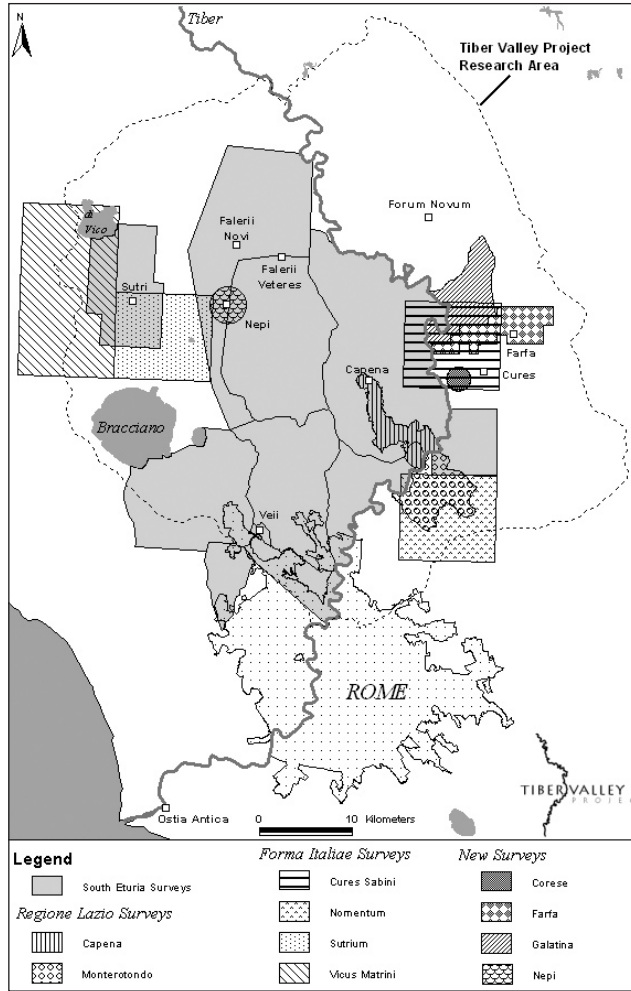 N
Tiber
Tiber Valley Project
Research Area
Forum Novum
di
Vico
Falerii
Novi
Falerii
Veteres
Sutri
Nepi
Farfa
Capena
Cures
Bracciano
Veii
ROME
TIBER VALLEY
PROJE
Ostia Antica
0 10 Kilometers
Legend
South Eturia Surveys
Regione Lazio Surveys
Capena
Monterotondo
Forma Italiae Surveys
Cures Sabini
Nomentum
Sutrium
Vicus Matrini
New Surveys
Corese
Farfa
Galatina
Nepi